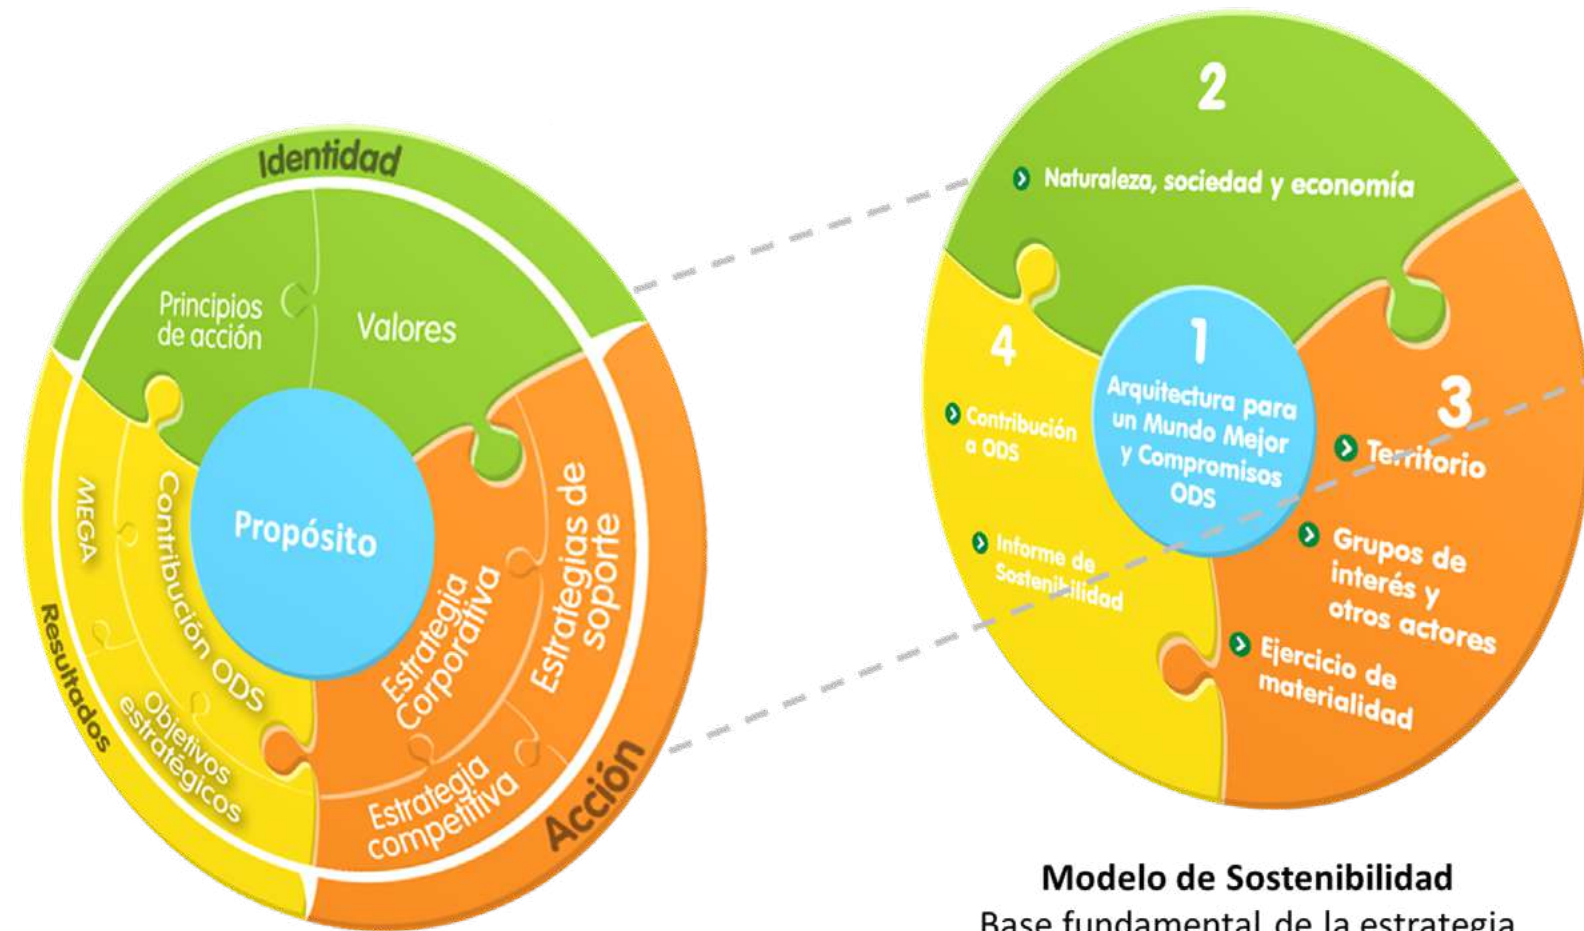 Identidad
Principios
de acción
Valores
Propósito
MEGA
Contribución ODS
Objetivos
estratégicos
Resultados
Estrategia
Corporativa
Estrategias de
soporte
Estrategia
competitiva
Acción
2
Naturaleza, sociedad y economía
1
Arquitectura para
un Mundo Mejor
y Compromisos
ODS
4
Contribución
a ODS
Informe de
Sostenibilidad
3
Territorio
Grupos de
interés y
otros actores
Ejercicio de
materialidad
Modelo de Sostenibilidad
Base fundamental de la estrategia